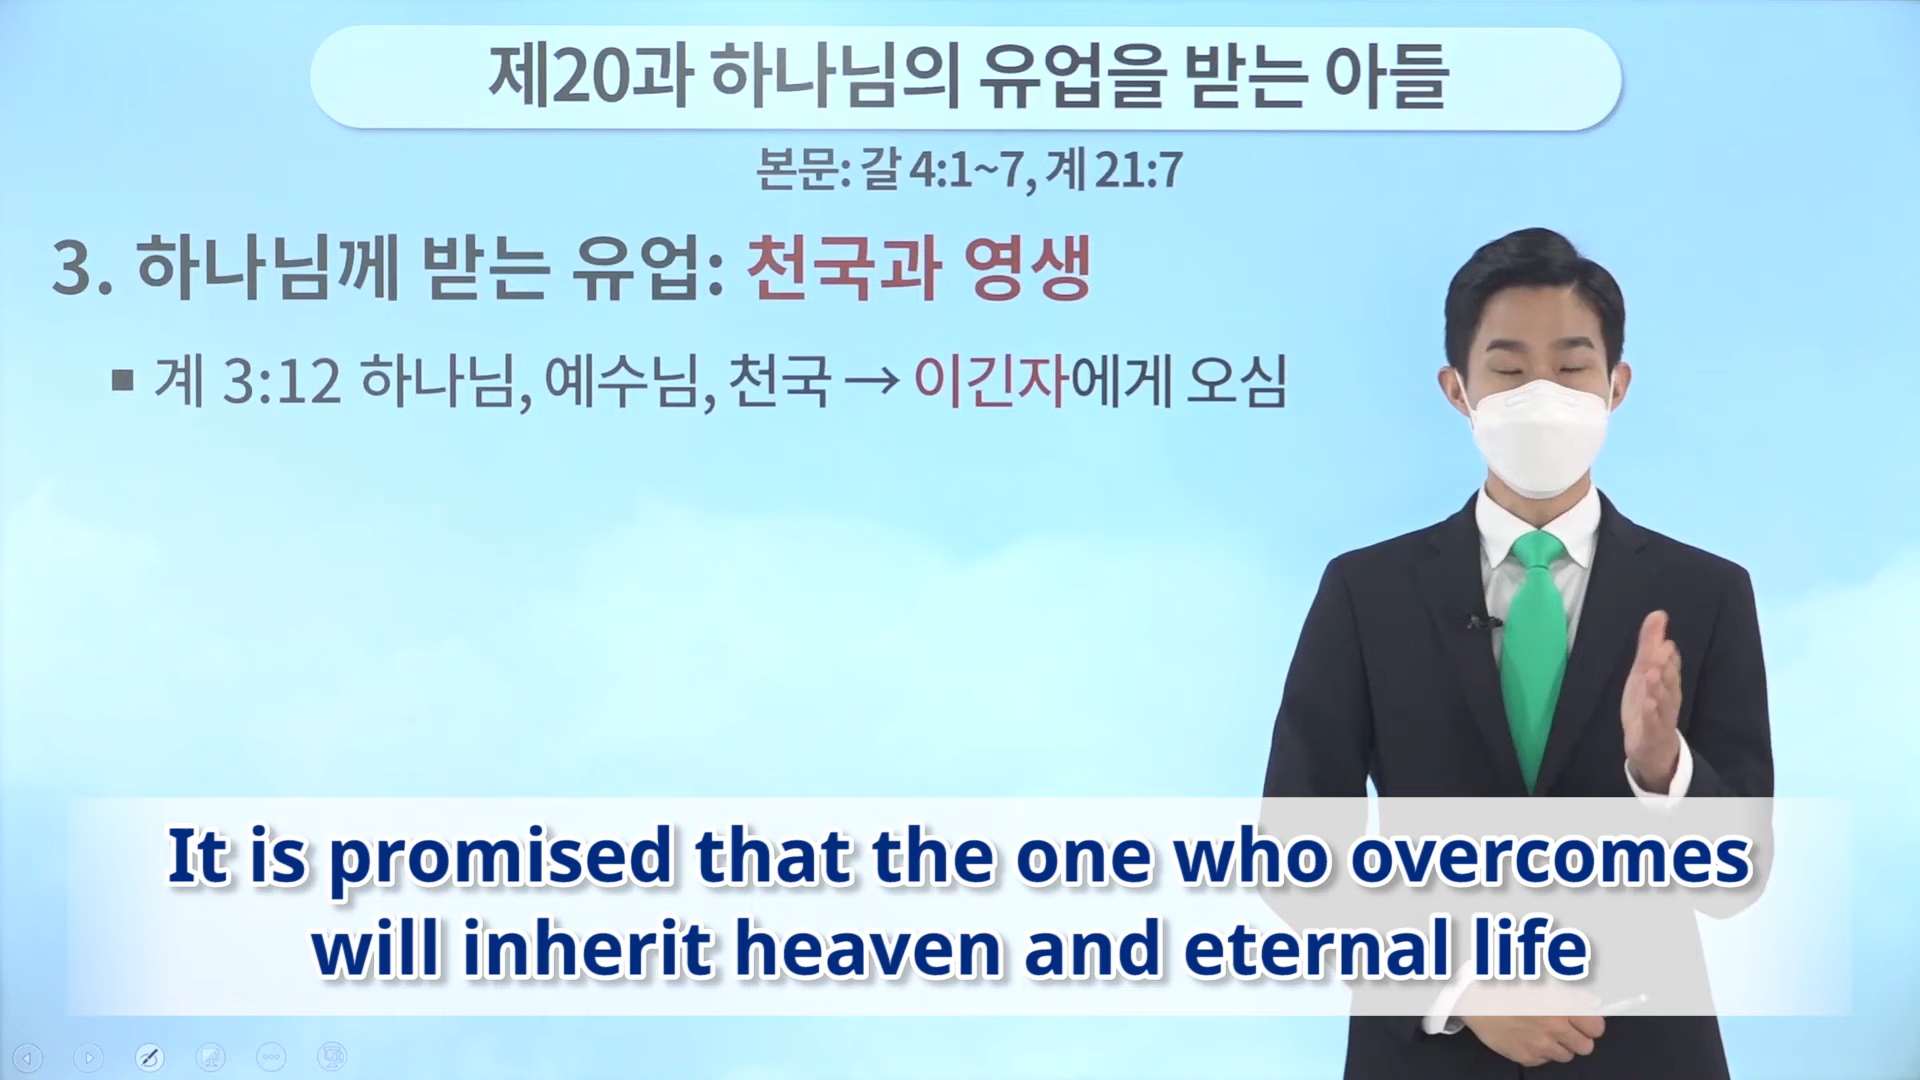 제20과 하나님의 유업을 받는 아들
본문: 갈 4:1~7, 계 21:7
3. 하나님께 받는 유업: 천국과 영생
▪ 계 3:12 하나님, 예수님, 천국 → 이긴자에게 오심
It is promised that the one who overcomes
will inherit heaven and eternal life